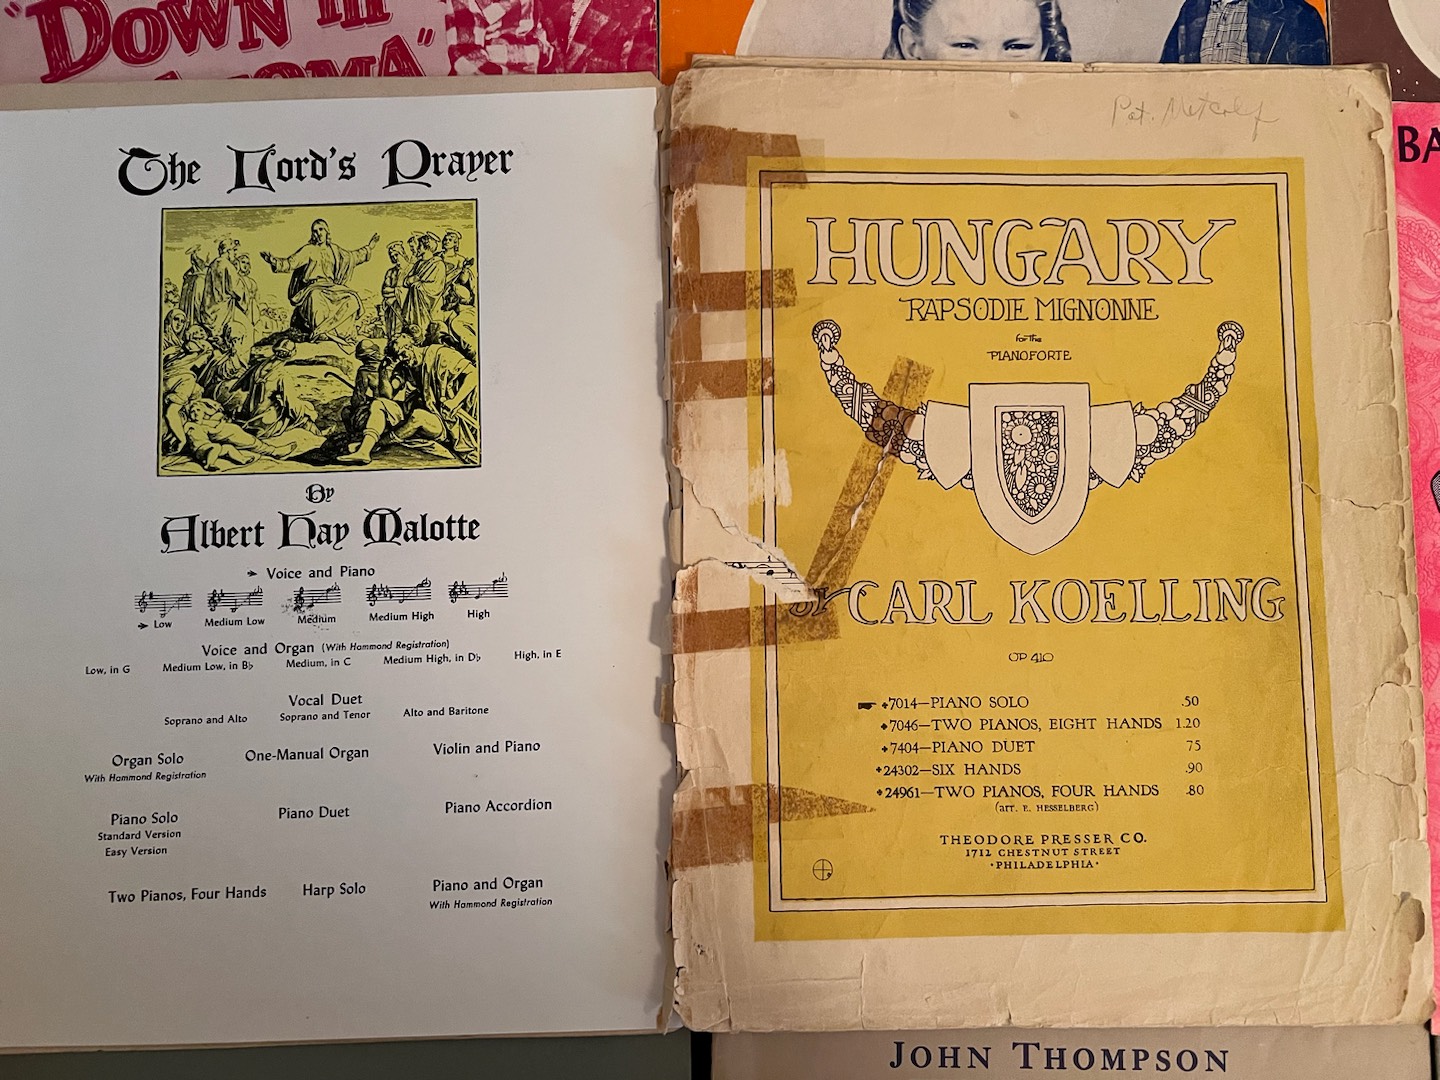 "DOWN IN
OMA"
The Lord's Prayer
By
Albert Hay Malotte
Voice and Piano
Low
Medium Low
Medium
Medium High
High
Voice and Organ (With Hammond Registration)
Low, in G
Medium Low, in B♭
Medium, in C
Medium High, in D♭
High, in E
Vocal Duet
Soprano and Alto
Soprano and Tenor
Alto and Baritone
Organ Solo
With Hammond Registration
One-Manual Organ
Violin and Piano
Piano Solo
Standard Version
Easy Version
Piano Duet
Piano Accordion
Two Pianos, Four Hands
Harp Solo
Piano and Organ
With Hammond Registration
Pat. Metcalf
HUNGARY
RAPSODIE MIGNONNE
for the
PIANOFORTE
BY CARL KOELLING
OP 410
7014—PIANO SOLO .50
7046—TWO PIANOS, EIGHT HANDS 1.20
7404—PIANO DUET 75
24302—SIX HANDS .90
24961—TWO PIANOS, FOUR HANDS .80
(arr. E. HESSELBERG)
THEODORE PRESSER CO.
1712 CHESTNUT STREET
·PHILADELPHIA·
BA
JOHN THOMPSON